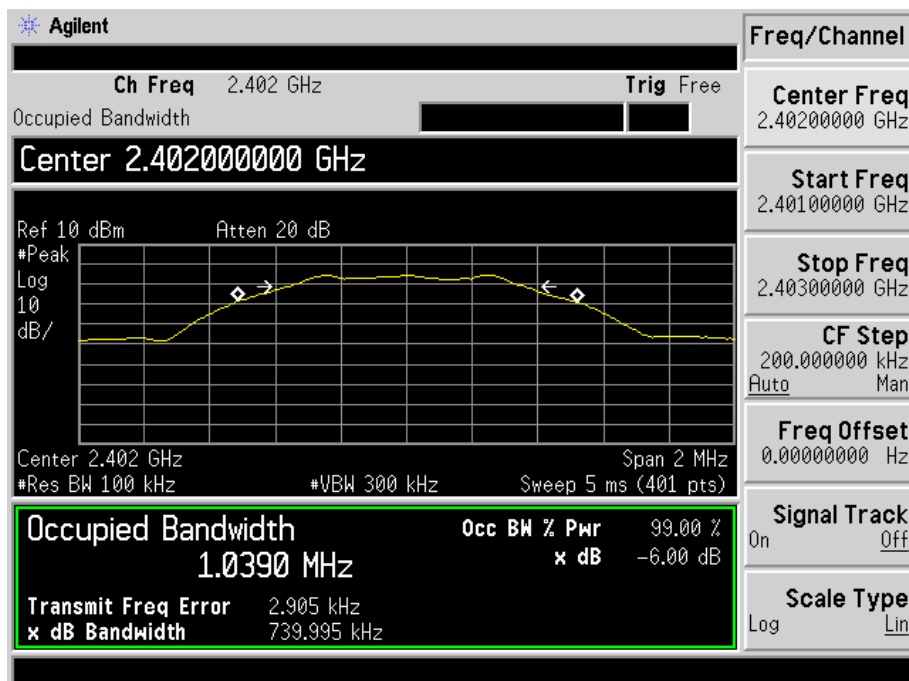 Agilent
Freq/Channel
Ch Freq 2.402 GHz Trig Free
Occupied Bandwidth
Center 2.402000000 GHz
Ref 10 dBm Atten 20 dB
#Peak
Log
10
dB/
Center 2.402 GHz Span 2 MHz
#Res BW 100 kHz #VBW 300 kHz Sweep 5 ms (401 pts)
Occupied Bandwidth
1.0390 MHz
Occ BW % Pwr 99.00 %
x dB -6.00 dB
Transmit Freq Error 2.905 kHz
x dB Bandwidth 739.995 kHz
Center Freq
2.40200000 GHz
Start Freq
2.40100000 GHz
Stop Freq
2.40300000 GHz
CF Step
200.000000 kHz
Auto Man
Freq Offset
0.00000000 Hz
Signal Track
On Off
Scale Type
Log Lin